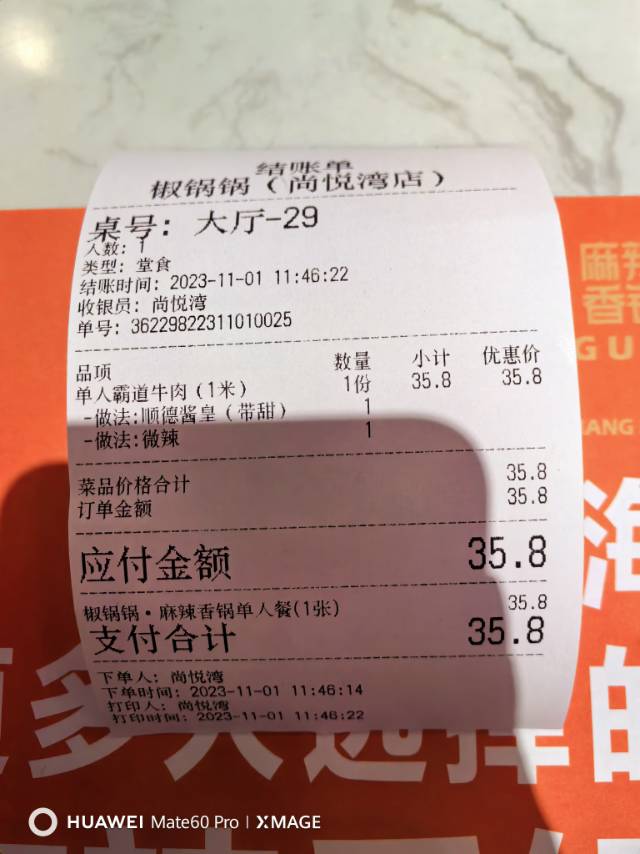 结账单
椒锅锅（尚悦湾店）
桌号: 大厅-29
人数: 1
类型: 堂食
结账时间: 2023-11-01 11:46:22
收银员: 尚悦湾
单号: 36229822311010025
品项 数量 小计 优惠价
单人霸道牛肉（1米） 1份 35.8 35.8
-做法:顺德酱皇（带甜） 1
-做法:微辣 1
菜品价格合计 35.8
订单金额 35.8
应付金额 35.8
椒锅锅·麻辣香锅单人餐(1张) 35.8
支付合计 35.8
下单人: 尚悦湾
下单时间: 2023-11-01 11:46:14
打印人: 尚悦湾
打印时间: 2023-11-01 11:46:22
麻辣
香
GU
ANG
海
多人选择的
HUAWEI Mate60 Pro | XMAGE